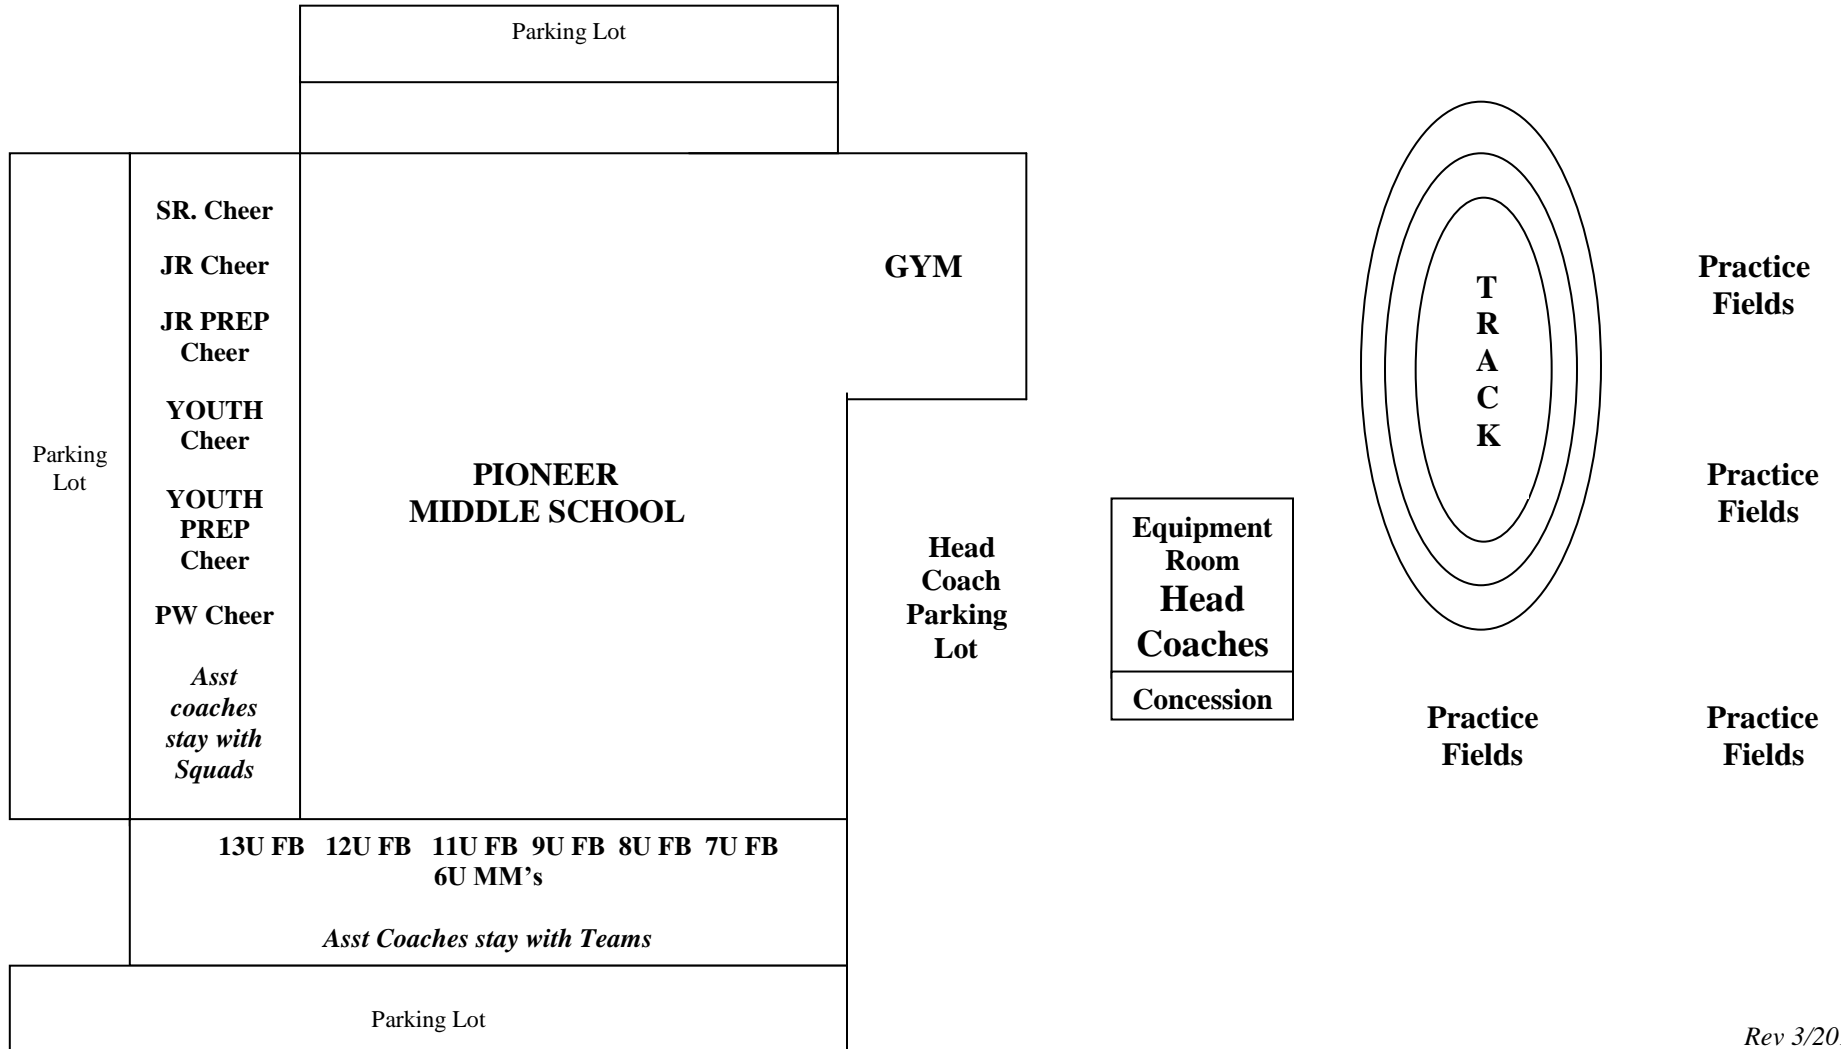 Parking Lot
SR. Cheer
JR Cheer
JR PREP
Cheer
YOUTH
Cheer
YOUTH
PREP
Cheer
PW Cheer
Asst
coaches
stay with
Squads
Parking
Lot
PIONEER
MIDDLE SCHOOL
GYM
Head
Coach
Parking
Lot
Equipment
Room
Head
Coaches
Concession
T
R
A
C
K
Practice
Fields
Practice
Fields
Practice
Fields
Practice
Fields
13U FB 12U FB 11U FB 9U FB 8U FB 7U FB
6U MM’s
Asst Coaches stay with Teams
Parking Lot
Rev 3/20